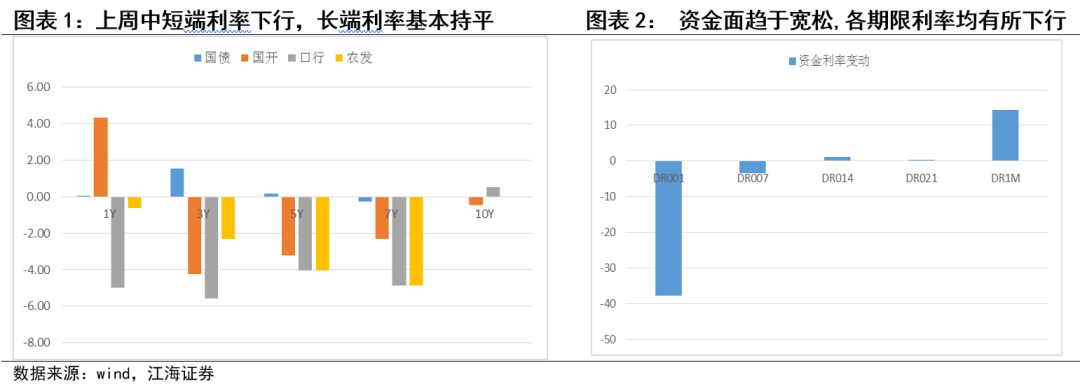 图表1：上周中短端利率下行，长端利率基本持平
国债 国开 口行 农发
6.00
4.00
2.00
0.00
-2.00
-4.00
-6.00
-8.00
1Y 3Y 5Y 7Y 10Y
图表2： 资金面趋于宽松,各期限利率均有所下行
资金利率变动
20
10
0
-10
-20
-30
-40
-50
DR001 DR007 DR014 DR021 DR1M
数据来源：wind，江海证券